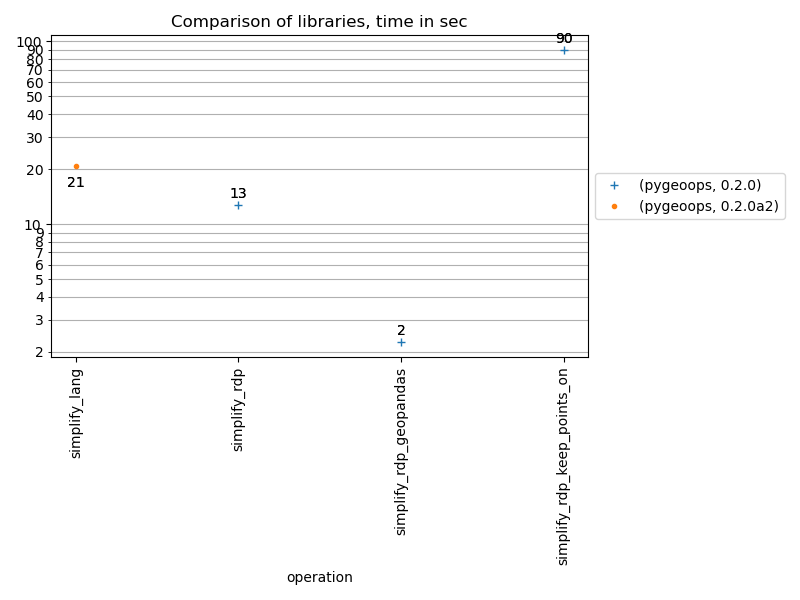 Comparison of libraries, time in sec
100
90
80
70
60
50
40
30
20
10
9
8
7
6
5
4
3
2
21
13
2
90
simplify_lang
simplify_rdp
simplify_rdp_geopandas
simplify_rdp_keep_points_on
operation
(pygeoops, 0.2.0)
(pygeoops, 0.2.0a2)